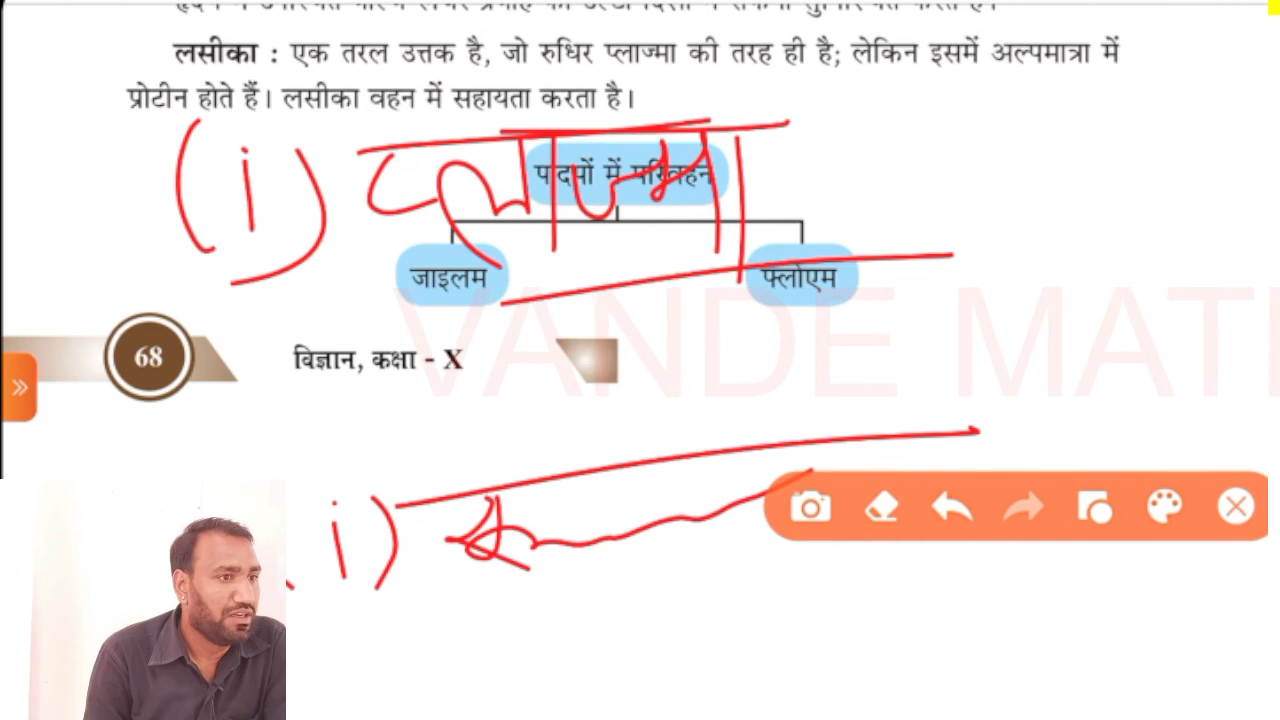 लसीका : एक तरल उत्तक है, जो रुधिर प्लाज्मा की तरह ही है; लेकिन इसमें अल्पमात्रा में
प्रोटीन होते हैं। लसीका वहन में सहायता करता है।
(i) प्लाज्मा
पादपों में परिवहन
जाइलम
फ्लोएम
VANDE MATE
68
विज्ञान, कक्षा - X
i)